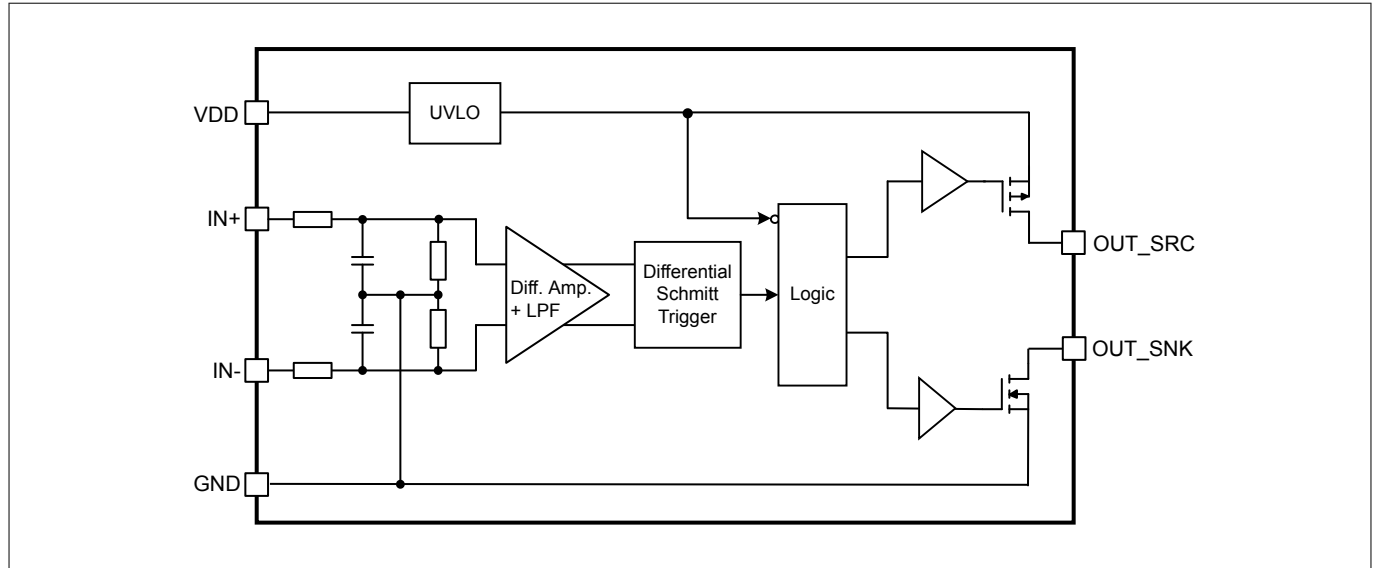 VDD
UVLO
IN+
OUT_SRC
Diff. Amp.
+ LPF
Differential
Schmitt
Trigger
Logic
OUT_SNK
IN-
GND